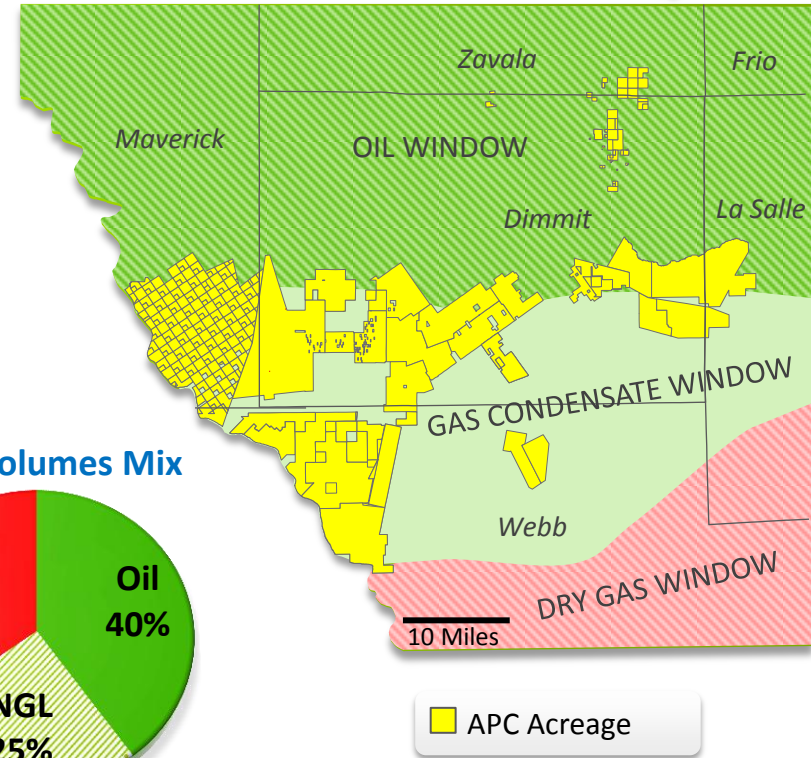 Zavala
Frio
Maverick
OIL WINDOW
Dimmit
La Salle
GAS CONDENSATE WINDOW
Webb
DRY GAS WINDOW
10 Miles
APC Acreage
olumes Mix
Oil
40%
NGL
25%